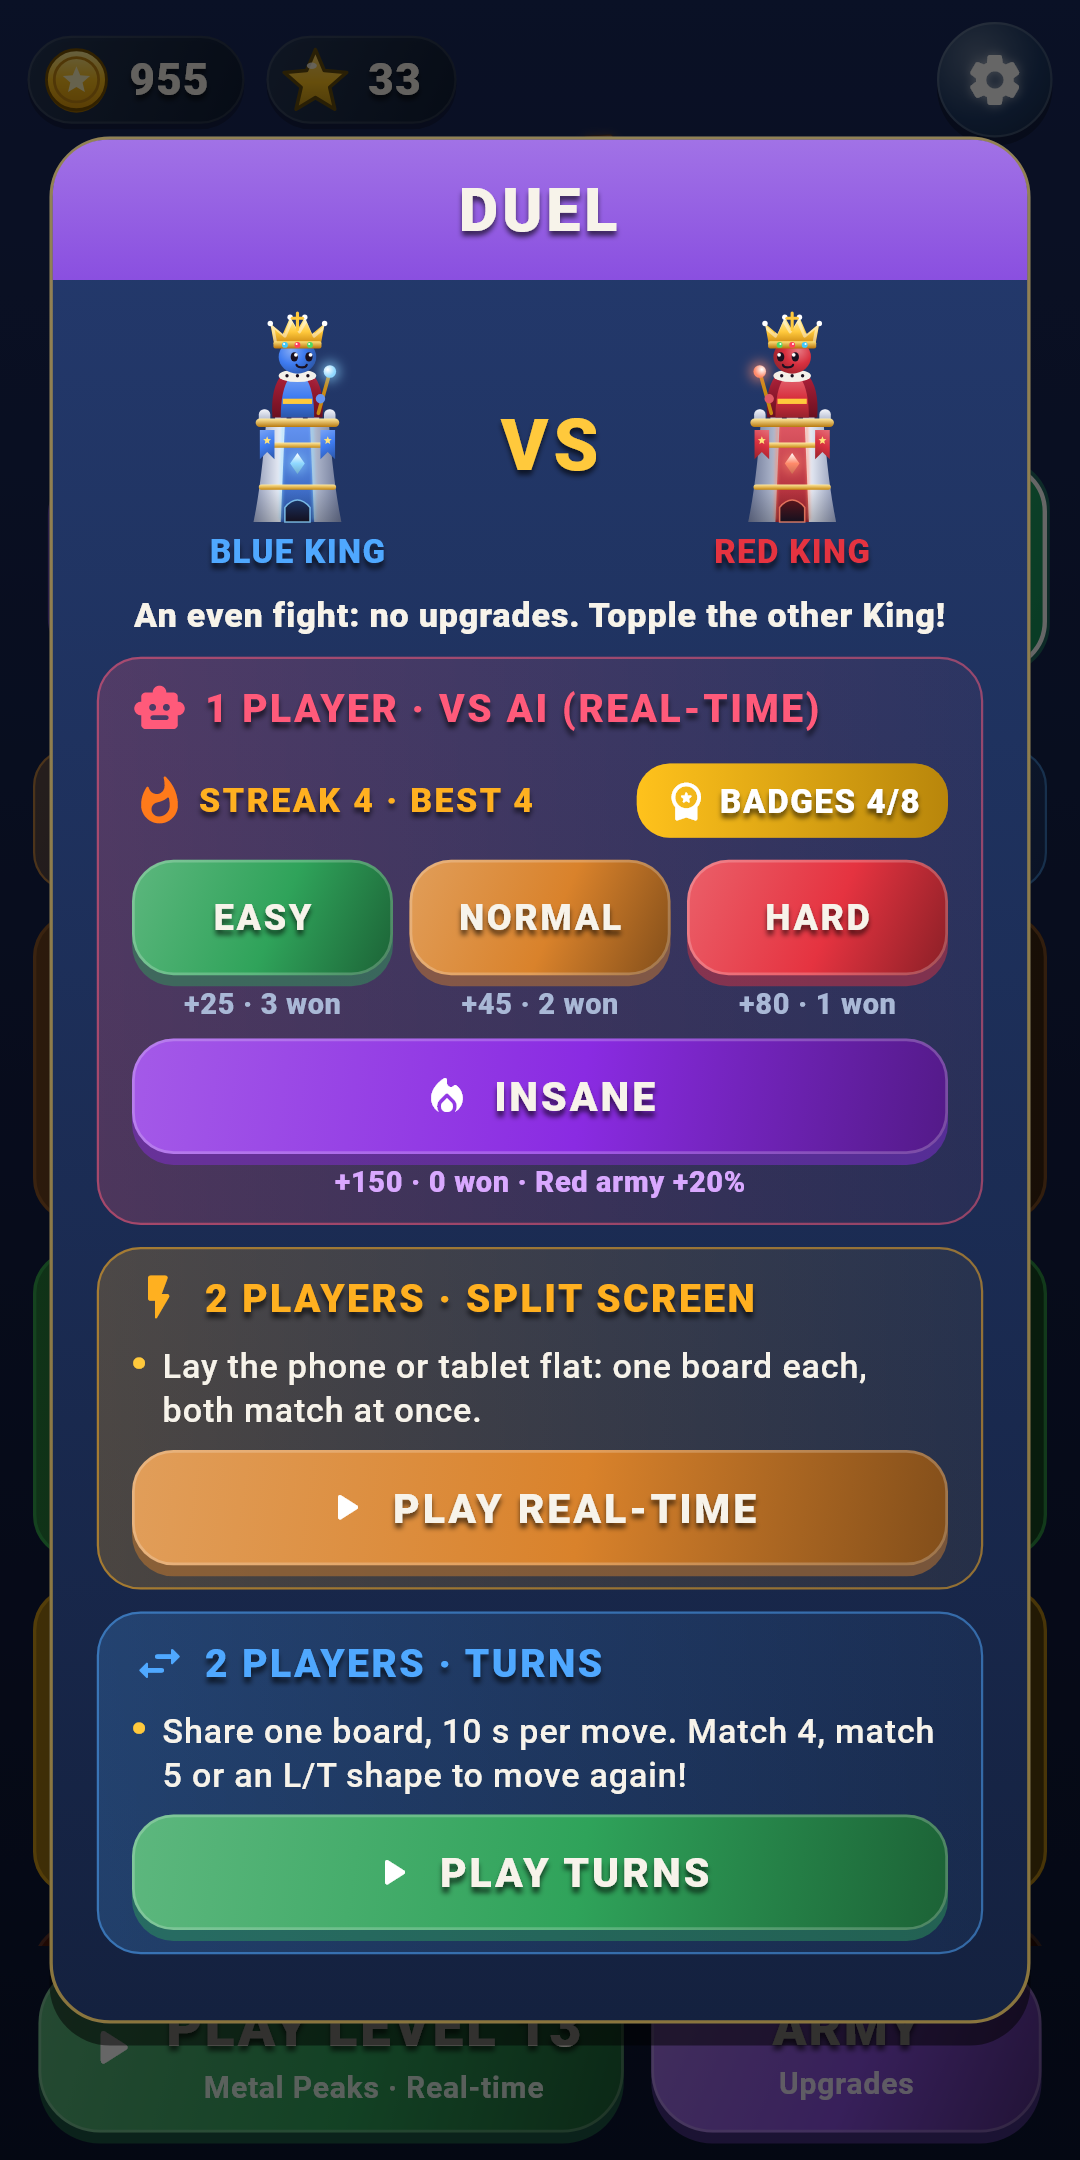 955
33
DUEL
VS
BLUE KING
RED KING
An even fight: no upgrades. Topple the other King!
1 PLAYER · VS AI (REAL-TIME)
STREAK 4 · BEST 4
BADGES 4/8
EASY
NORMAL
HARD
+25 · 3 won
+45 · 2 won
+80 · 1 won
INSANE
+150 · 0 won · Red army +20%
2 PLAYERS · SPLIT SCREEN
Lay the phone or tablet flat: one board each,
both match at once.
PLAY REAL-TIME
2 PLAYERS · TURNS
Share one board, 10 s per move. Match 4, match
5 or an L/T shape to move again!
PLAY TURNS
PLAY LEVEL 13
ARMY
Metal Peaks · Real-time
Upgrades